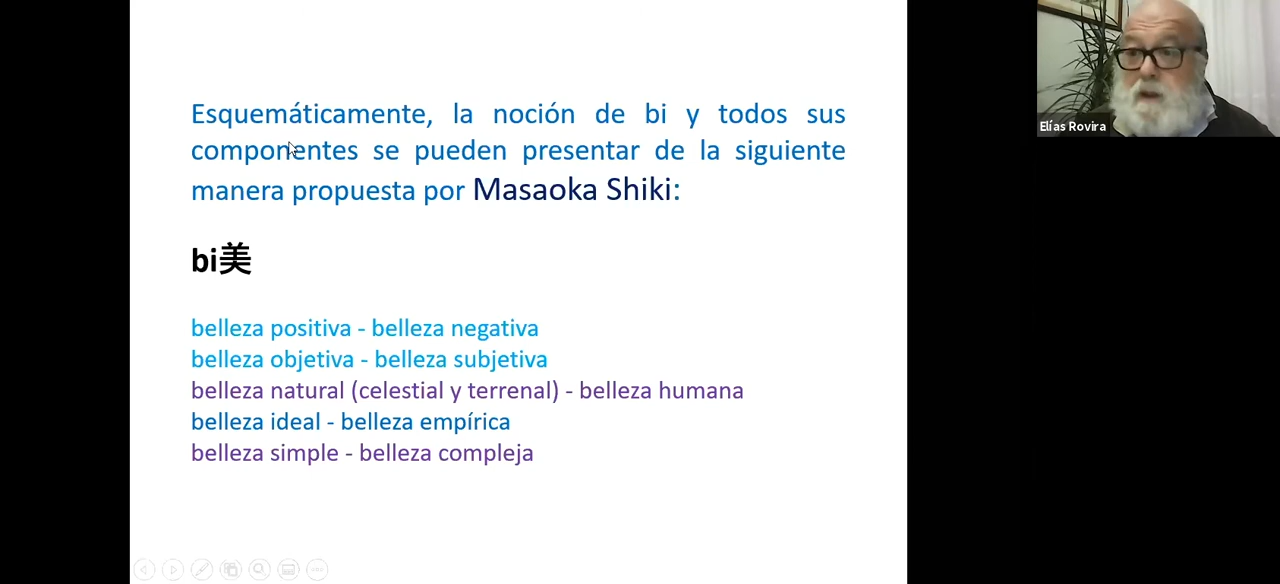 Esquemáticamente, la noción de bi y todos sus
componentes se pueden presentar de la siguiente
manera propuesta por Masaoka Shiki:
bi美
belleza positiva - belleza negativa
belleza objetiva - belleza subjetiva
belleza natural (celestial y terrenal) - belleza humana
belleza ideal - belleza empírica
belleza simple - belleza compleja
Elías Rovira